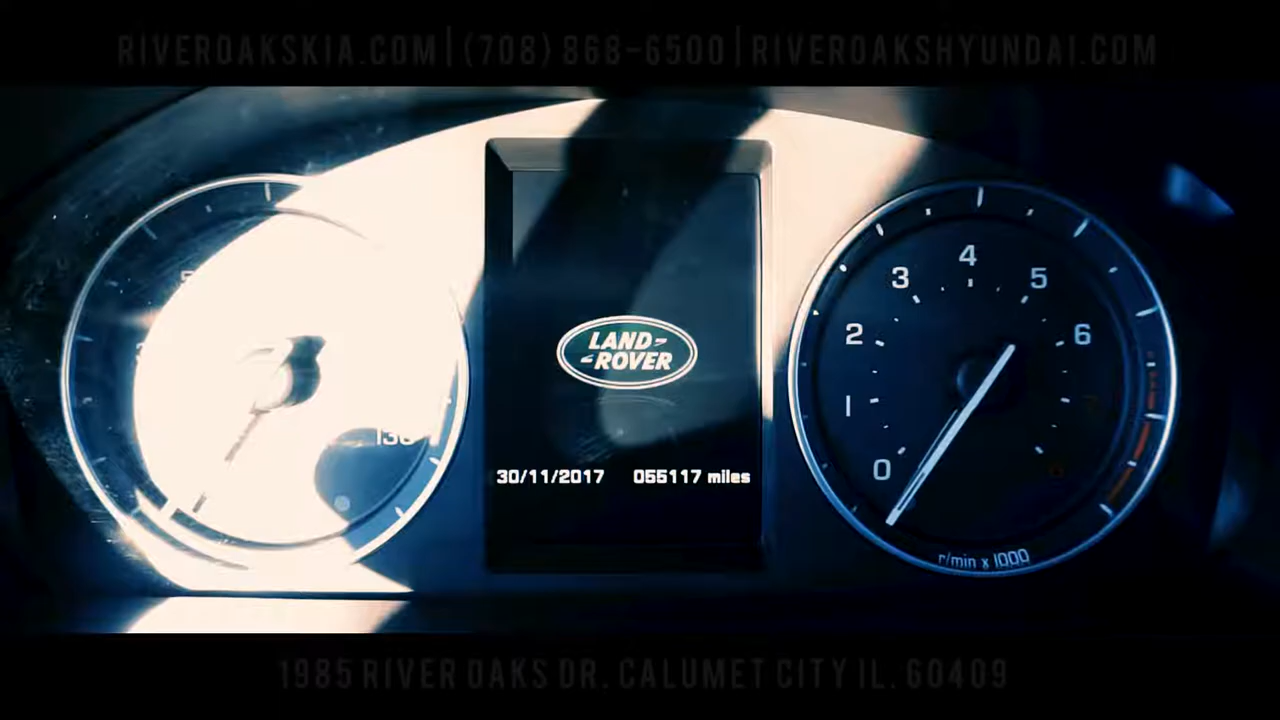 RIVEROAKSKIA.COM | (708) 868-6500 | RIVEROAKSHYUNDAI.COM
LAND
ROVER
30/11/2017 055117 miles
130
0
1
2
3
4
5
6
r/min x 1000
1985 RIVER OAKS DR. CALUMET CITY IL. 60409